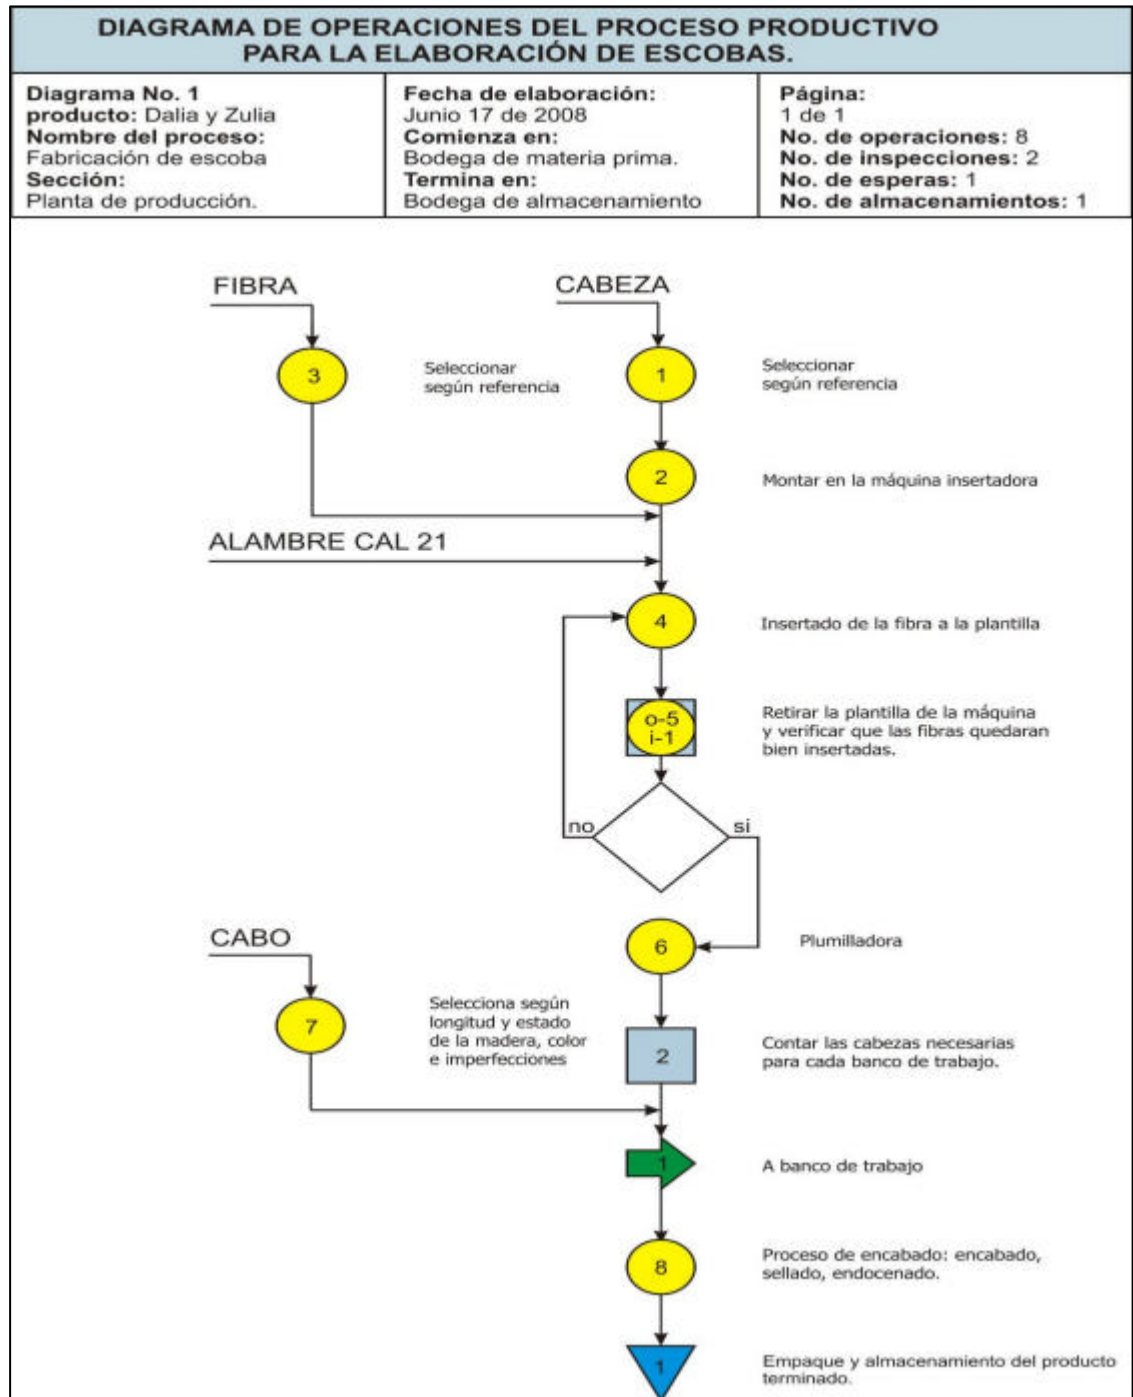 DIAGRAMA DE OPERACIONES DEL PROCESO PRODUCTIVO
PARA LA ELABORACIÓN DE ESCOBAS.
Diagrama No. 1
producto: Dalia y Zulia
Nombre del proceso:
Fabricación de escoba
Sección:
Planta de producción.
Fecha de elaboración:
Junio 17 de 2008
Comienza en:
Bodega de materia prima.
Termina en:
Bodega de almacenamiento
Página:
1 de 1
No. de operaciones: 8
No. de inspecciones: 2
No. de esperas: 1
No. de almacenamientos: 1
FIBRA
CABEZA
3
Seleccionar
según referencia
1
Seleccionar
según referencia
2
Montar en la máquina insertadora
ALAMBRE CAL 21
4
Insertado de la fibra a la plantilla
o-5
i-1
Retirar la plantilla de la máquina
y verificar que las fibras quedaran
bien insertadas.
no
si
CABO
6
Plumilladora
7
Selecciona según
longitud y estado
de la madera, color
e imperfecciones
2
Contar las cabezas necesarias
para cada banco de trabajo.
1
A banco de trabajo
8
Proceso de encabado: encabado,
sellado, endocenado.
1
Empaque y almacenamiento del producto
terminado.